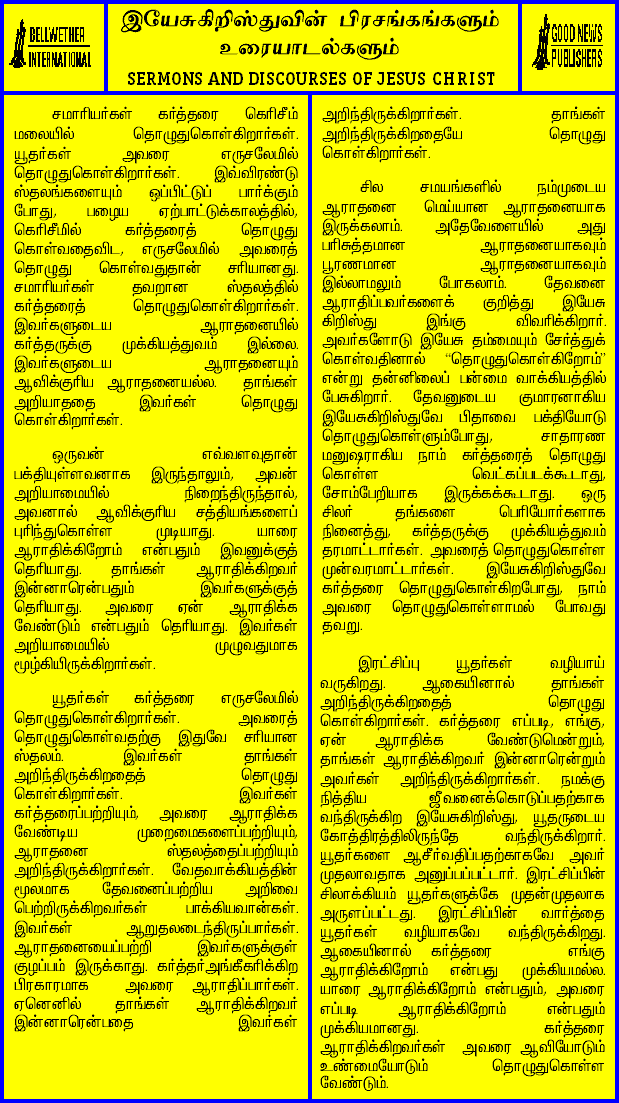 BELLWETHER
INTERNATIONAL
இயேசுகிறிஸ்துவின் பிரசங்கங்களும்
உரையாடல்களும்
SERMONS AND DISCOURSES OF JESUS CHRIST
GOOD NEWS
PUBLISHERS
சமாரியர்கள் கர்த்தரை கெரிசீம்
மலையில் தொழுதுகொள்கிறார்கள்.
யூதர்கள் அவரை எருசலேமில்
தொழுதுகொள்கிறார்கள். இவ்விரண்டு
ஸ்தலங்களையும் ஒப்பிட்டுப் பார்க்கும்
போது, பழைய ஏற்பாட்டுக்காலத்தில்,
கெரிசீமில் கர்த்தரைத் தொழுது
கொள்வதைவிட, எருசலேமில் அவரைத்
தொழுது கொள்வதுதான் சரியானது.
சமாரியர்கள் தவறான ஸ்தலத்தில்
கர்த்தரைத் தொழுதுகொள்கிறார்கள்.
இவர்களுடைய ஆராதனையில்
கர்த்தருக்கு முக்கியத்துவம் இல்லை.
இவர்களுடைய ஆராதனையும்
ஆவிக்குரிய ஆராதனையல்ல. தாங்கள்
அறியாததை இவர்கள் தொழுது
கொள்கிறார்கள்.
ஒருவன் எவ்வளவுதான்
பக்தியுள்ளவனாக இருந்தாலும், அவன்
அறியாமையில் நிறைந்திருந்தால்,
அவனால் ஆவிக்குரிய சத்தியங்களைப்
புரிந்துகொள்ள முடியாது. யாரை
ஆராதிக்கிறோம் என்பதும் இவனுக்குத்
தெரியாது. தாங்கள் ஆராதிக்கிறவர்
இன்னாரென்பதும் இவர்களுக்குத்
தெரியாது. அவரை ஏன் ஆராதிக்க
வேண்டும் என்பதும் தெரியாது. இவர்கள்
அறியாமையில் முழுவதுமாக
மூழ்கியிருக்கிறார்கள்.
யூதர்கள் கர்த்தரை எருசலேமில்
தொழுதுகொள்கிறார்கள். அவரைத்
தொழுதுகொள்வதற்கு இதுவே சரியான
ஸ்தலம். இவர்கள் தாங்கள்
அறிந்திருக்கிறதைத் தொழுது
கொள்கிறார்கள். இவர்கள்
கர்த்தரைப்பற்றியும், அவரை ஆராதிக்க
வேண்டிய முறைமைகளைப்பற்றியும்,
ஆராதனை ஸ்தலத்தைப்பற்றியும்
அறிந்திருக்கிறார்கள். வேதவாக்கியத்தின்
மூலமாக தேவனைப்பற்றிய அறிவை
பெற்றிருக்கிறவர்கள் பாக்கியவான்கள்.
இவர்கள் ஆறுதலடைந்திருப்பார்கள்.
ஆராதனையைப்பற்றி இவர்களுக்குள்
குழப்பம் இருக்காது. கர்த்தர்அங்கீகரிக்கிற
பிரகாரமாக அவரை ஆராதிப்பார்கள்.
ஏனெனில் தாங்கள் ஆராதிக்கிறவர்
இன்னாரென்பதை இவர்கள்
அறிந்திருக்கிறார்கள். தாங்கள்
அறிந்திருக்கிறதையே தொழுது
கொள்கிறார்கள்.
சில சமயங்களில் நம்முடைய
ஆராதனை மெய்யான ஆராதனையாக
இருக்கலாம். அதேவேளையில் அது
பரிசுத்தமான ஆராதனையாகவும்
பூரணமான ஆராதனையாகவும்
இல்லாமலும் போகலாம். தேவனை
ஆராதிப்பவர்களைக் குறித்து இயேசு
கிறிஸ்து இங்கு விவரிக்கிறார்.
அவர்களோடு இயேசு தம்மையும் சேர்த்துக்
கொள்வதினால் “தொழுதுகொள்கிறோம்”
என்று தன்னிலைப் பன்மை வாக்கியத்தில்
பேசுகிறார். தேவனுடைய குமாரனாகிய
இயேசுகிறிஸ்துவே பிதாவை பக்தியோடு
தொழுதுகொள்ளும்போது, சாதாரண
மனுஷராகிய நாம் கர்த்தரைத் தொழுது
கொள்ள வெட்கப்படக்கூடாது,
சோம்பேறியாக இருக்கக்கூடாது. ஒரு
சிலர் தங்களை பெரியோர்களாக
நினைத்து, கர்த்தருக்கு முக்கியத்துவம்
தரமாட்டார்கள். அவரைத் தொழுதுகொள்ள
முன்வரமாட்டார்கள். இயேசுகிறிஸ்துவே
கர்த்தரை தொழுதுகொள்கிறபோது, நாம்
அவரை தொழுதுகொள்ளாமல் போவது
தவறு.
இரட்சிப்பு யூதர்கள் வழியாய்
வருகிறது. ஆகையினால் தாங்கள்
அறிந்திருக்கிறதைத் தொழுது
கொள்கிறார்கள். கர்த்தரை எப்படி, எங்கு,
ஏன் ஆராதிக்க வேண்டுமென்றும்,
தாங்கள் ஆராதிக்கிறவர் இன்னாரென்றும்
அவர்கள் அறிந்திருக்கிறார்கள். நமக்கு
நித்திய ஜீவனைக்கொடுப்பதற்காக
வந்திருக்கிற இயேசுகிறிஸ்து, யூதருடைய
கோத்திரத்திலிருந்தே வந்திருக்கிறார்.
யூதர்களை ஆசீர்வதிப்பதற்காகவே அவர்
முதலாவதாக அனுப்பப்பட்டார். இரட்சிப்பின்
சிலாக்கியம் யூதர்களுக்கே முதன்முதலாக
அருளப்பட்டது. இரட்சிப்பின் வார்த்தை
யூதர்கள் வழியாகவே வந்திருக்கிறது.
ஆகையினால் கர்த்தரை எங்கு
ஆராதிக்கிறோம் என்பது முக்கியமல்ல.
யாரை ஆராதிக்கிறோம் என்பதும், அவரை
எப்படி ஆராதிக்கிறோம் என்பதும்
முக்கியமானது. கர்த்தரை
ஆராதிக்கிறவர்கள் அவரை ஆவியோடும்
உண்மையோடும் தொழுதுகொள்ள
வேண்டும்.